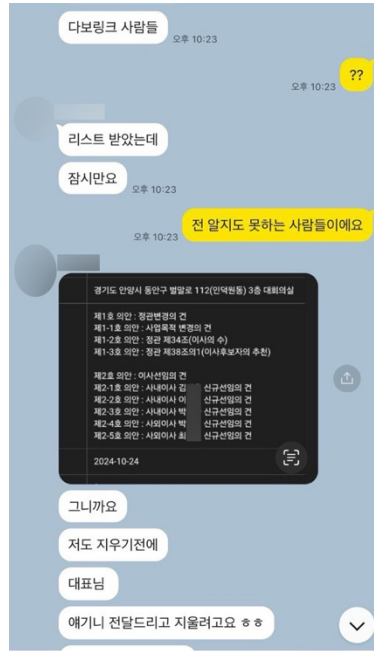 다보링크 사람들
오후 10:23
??
오후 10:23
리스트 받았는데
잠시만요
오후 10:23
전 알지도 못하는 사람들이에요
오후 10:23
경기도 안양시 동안구 벌말로 112(인덕원동) 3층 대회의실
제1호 의안 : 정관변경의 건
제1-1호 의안 : 사업목적 변경의 건
제1-2호 의안 : 정관 제34조(이사의 수)
제1-3호 의안 : 정관 제38조의1(이사후보자의 추천)
제2호 의안 : 이사선임의 건
제2-1호 의안 : 사내이사 김 신규선임의 건
제2-2호 의안 : 사내이사 이 신규선임의 건
제2-3호 의안 : 사내이사 박 신규선임의 건
제2-4호 의안 : 사외이사 박 신규선임의 건
제2-5호 의안 : 사외이사 최 신규선임의 건
2024-10-24
그니까요
저도 지우기전에
대표님
얘기니 전달드리고 지울려고요 ㅎㅎ